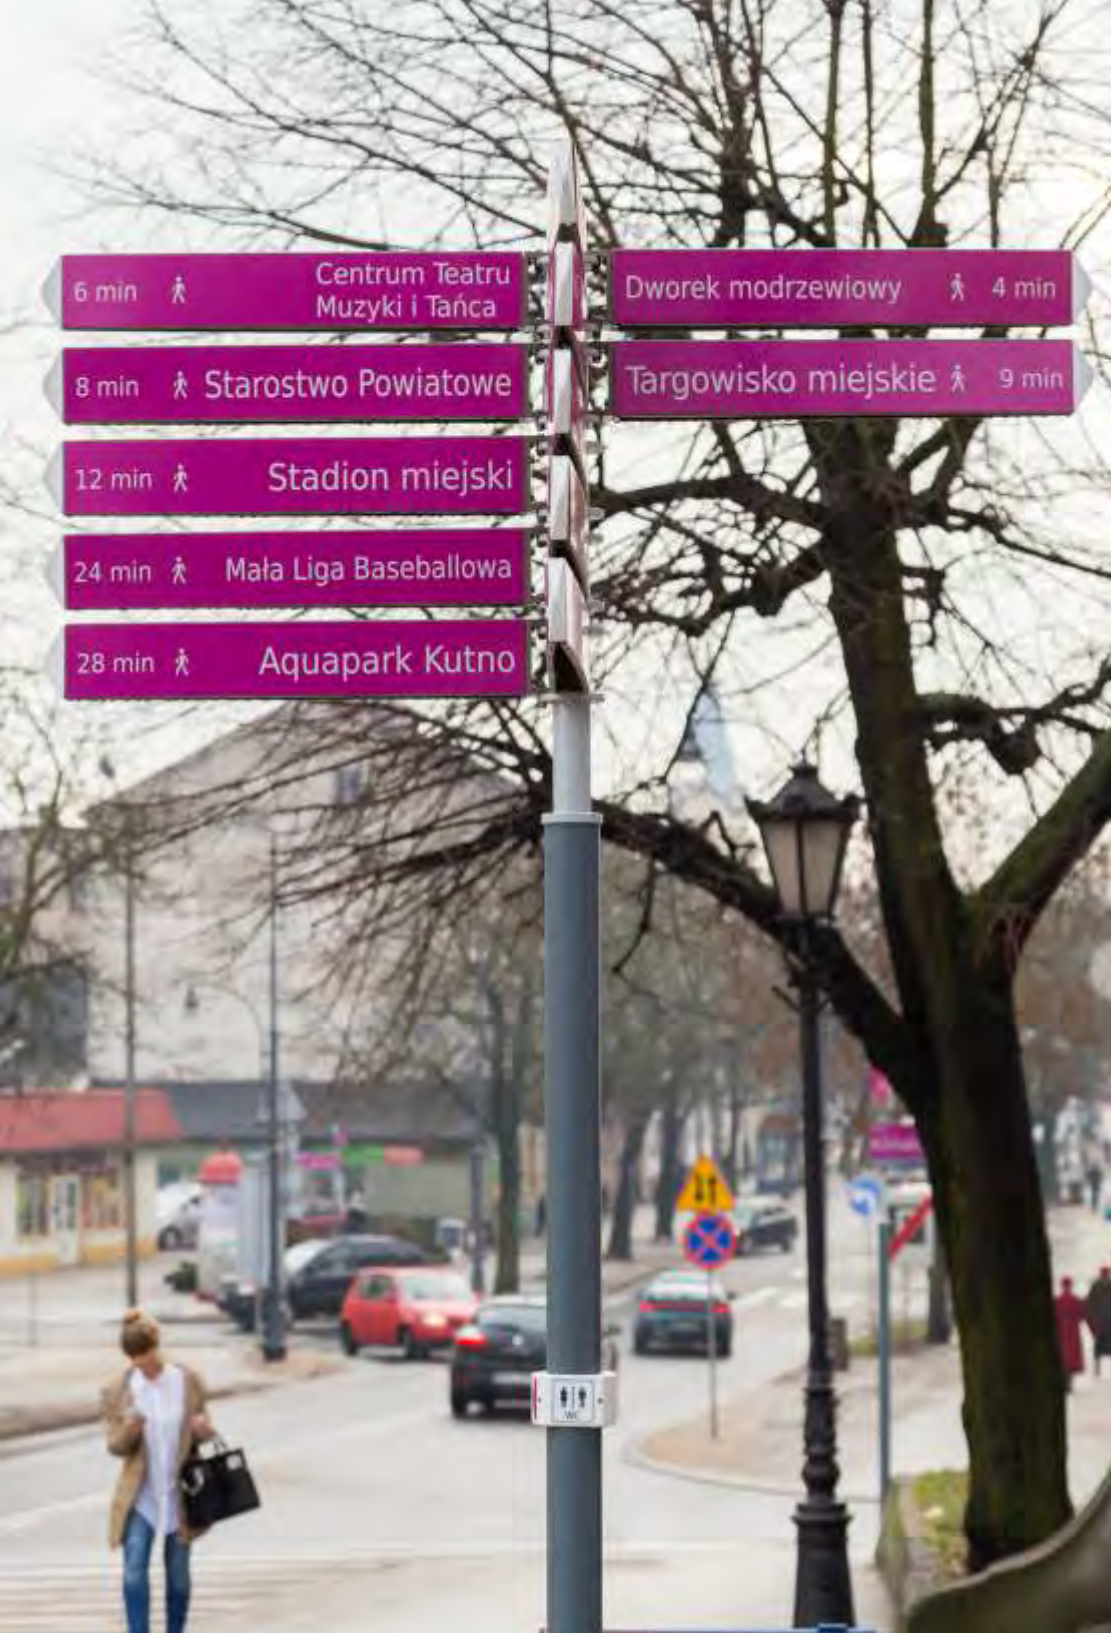 6 min
Centrum Teatru
Muzyki i Tańca
8 min Starostwo Powiatowe
12 min Stadion miejski
24 min Mała Liga Baseballowa
28 min Aquapark Kutno
Dworek modrzewiowy 4 min
Targowisko miejskie 9 min
WC